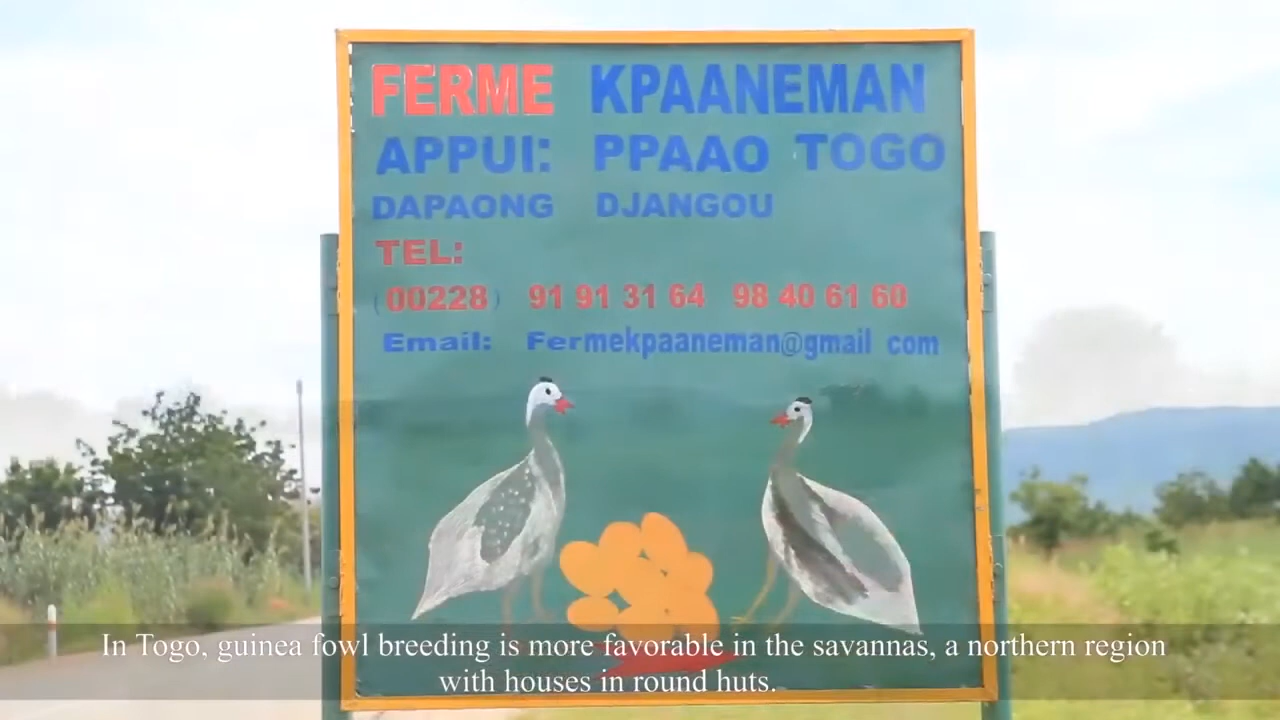 FERME KPAANEMAN
APPUI: PPAAO TOGO
DAPAONG DJANGOU
TEL:
(00228) 91 91 31 64 98 40 61 60
Email: Fermekpaaneman@gmail com
In Togo, guinea fowl breeding is more favorable in the savannas, a northern region
with houses in round huts.